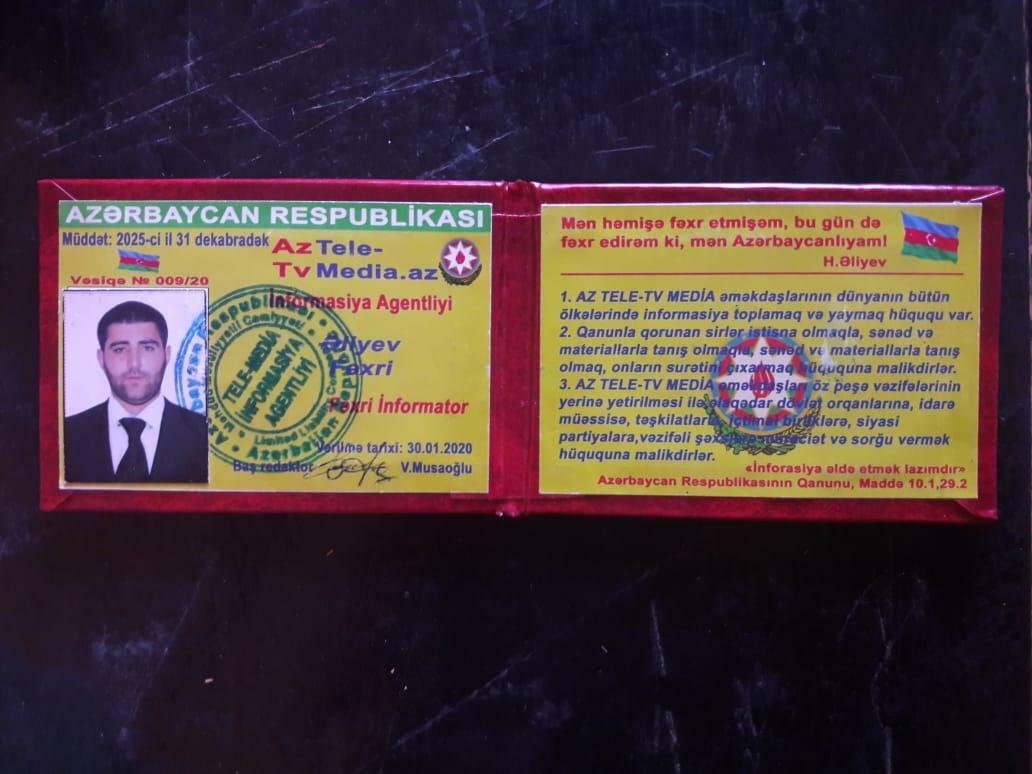 AZƏRBAYCAN RESPUBLİKASI
Müddət: 2025-ci il 31 dekabradək
Vəsiqə № 009/20
Az Tele-
Tv Media.az
İnformasiya Agentliyi
Əliyev
Fəxri
Fəxri İnformator
TELE-MEDİA
İNFORMASİYA
AGENTLİYİ
Verilmə tarixi: 30.01.2020
Baş redaktor V.Musaoğlu
Mən həmişə fəxr etmişəm, bu gün də
fəxr edirəm ki, mən Azərbaycanlıyam!
H.Əliyev
1. AZ TELE-TV MEDİA əməkdaşlarının dünyanın bütün
ölkələrində informasiya toplamaq və yaymaq hüququ var.
2. Qanunla qorunan sirlər istisna olmaqla, sənəd və
materiallarla tanış olmaqla, sənəd və materiallarla tanış
olmaq, onların surətini çıxarmaq hüququna malikdirlər.
3. AZ TELE-TV MEDİA əməkdaşları öz peşə vəzifələrinin
yerinə yetirilməsi ilə əlaqədar dövlət orqanlarına, idarə
müəssisə, təşkilatlara, ictimai birliklərə, siyasi
partiyalara,vəzifəli şəxslərə müraciət və sorğu vermək
hüququna malikdirlər.
«İnforasiya əldə etmək lazımdır»
Azərbaycan Respublikasının Qanunu, Maddə 10.1,29.2